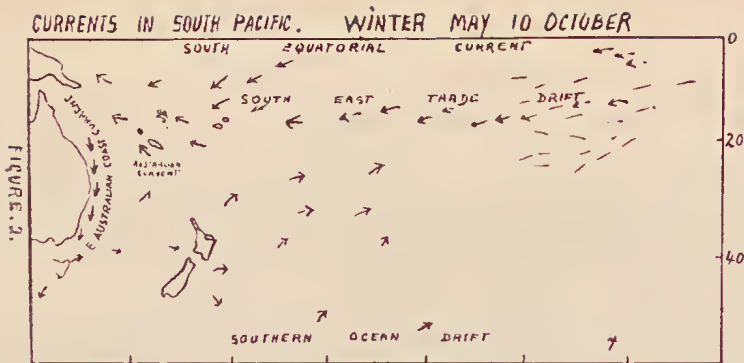 CURRENTS IN SOUTH PACIFIC. WINTER MAY TO OCTOBER
SOUTH EQUATORIAL CURRENT
0
SOUTH EAST TRADE DRIFT
20
E AUSTRALIAN COAST CURRENT
AUSTRALIAN CURRENT
40
SOUTHERN OCEAN DRIFT
FIGURE. 2.